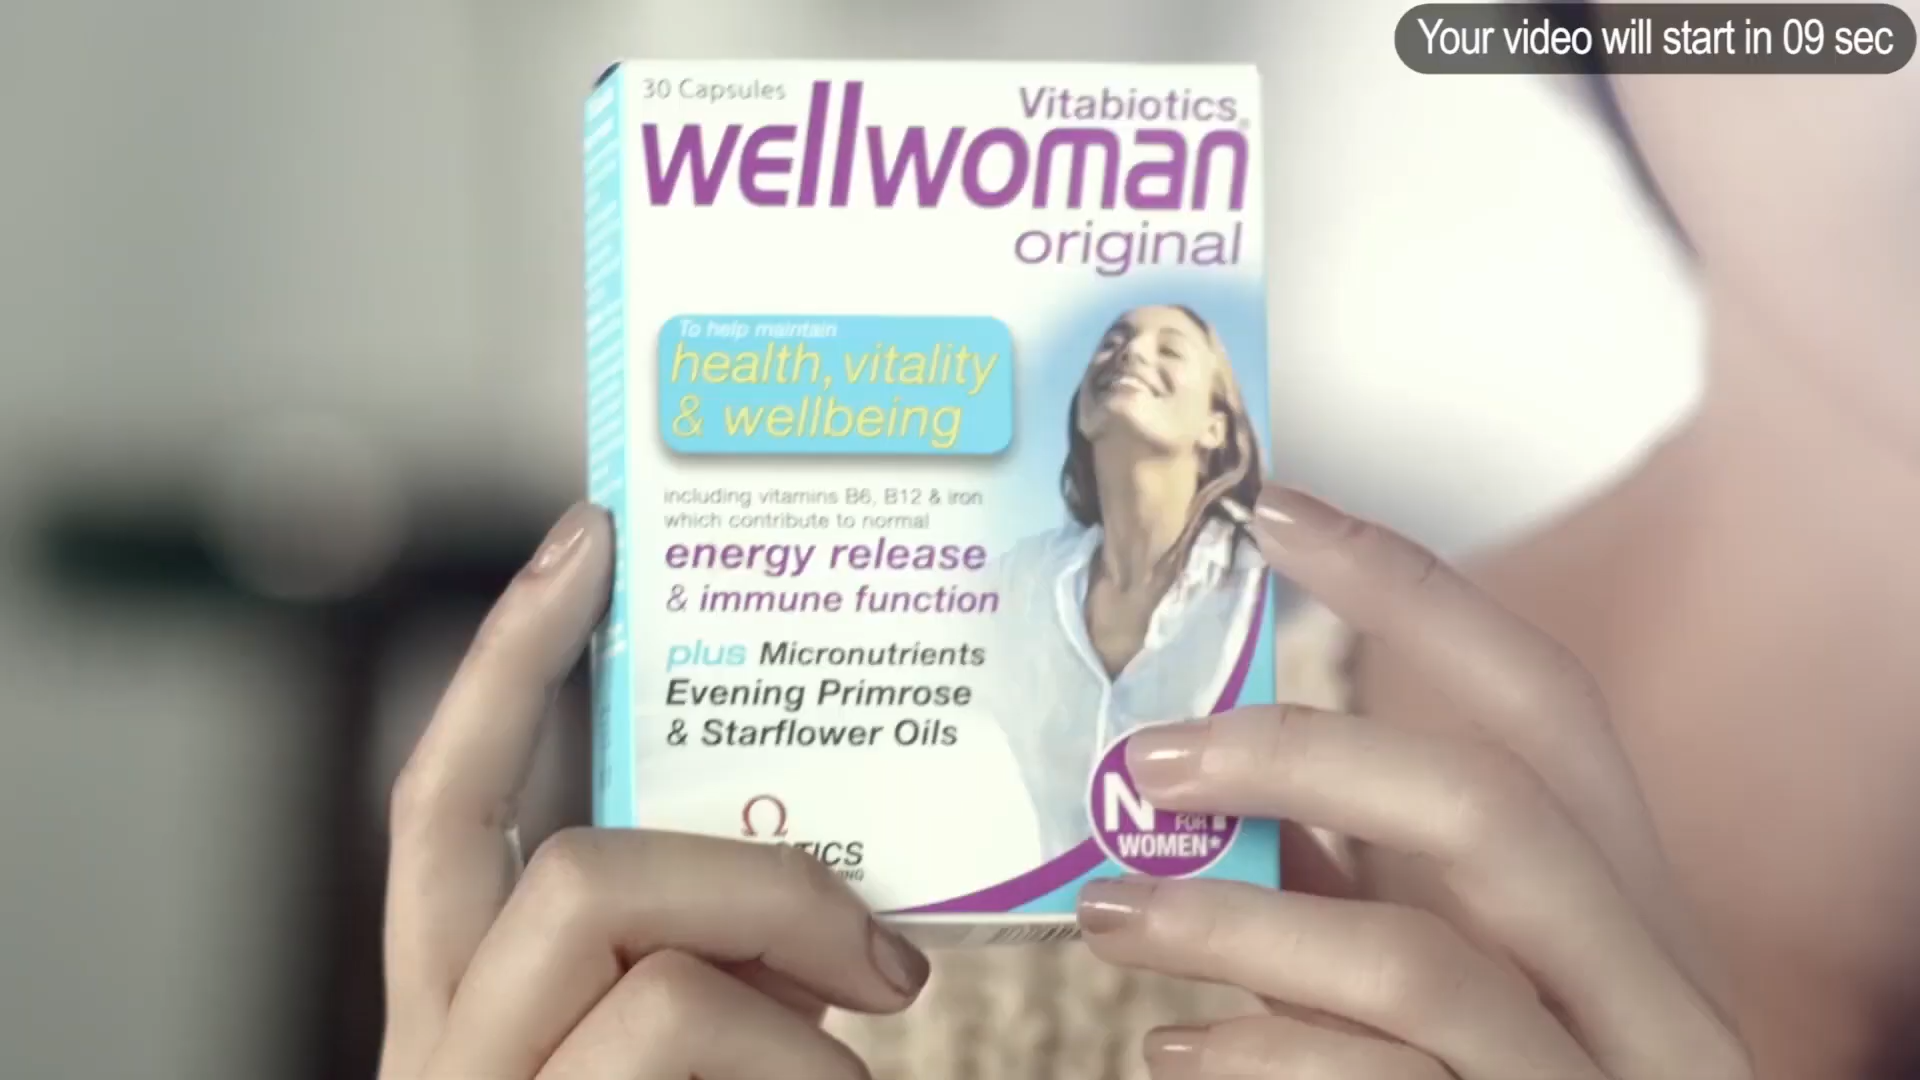 Your video will start in 09 sec
30 Capsules
Vitabiotics®
wellwoman
original
To help maintain
health, vitality
& wellbeing
including vitamins B6, B12 & iron
which contribute to normal
energy release
& immune function
plus Micronutrients
Evening Primrose
& Starflower Oils
FOR
WOMEN*